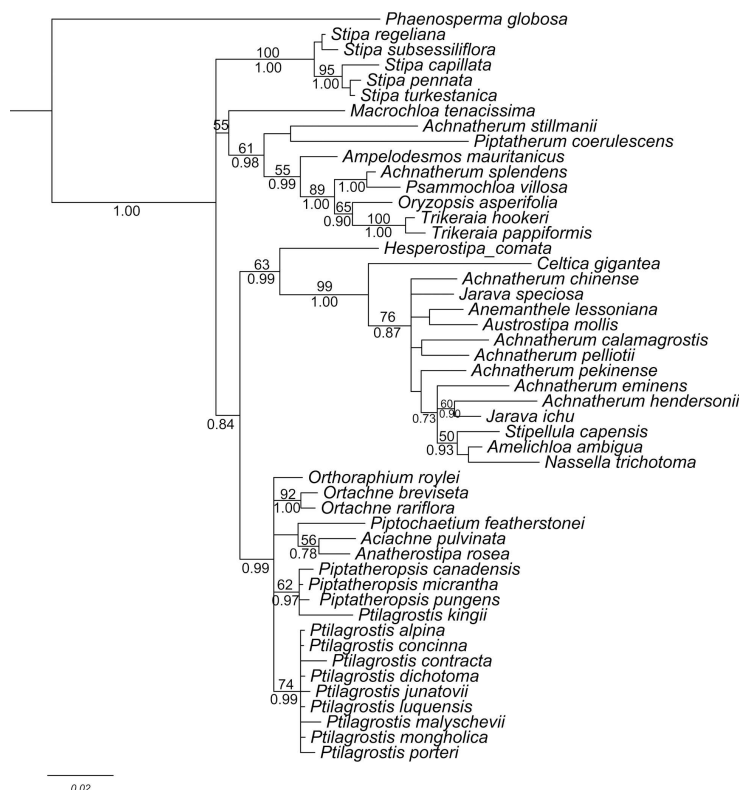 Phaenosperma globosa
Stipa regeliana
100
Stipa subsessiliflora
1.00
95
Stipa capillata
1.00
Stipa pennata
Stipa turkestanica
55
Macrochloa tenacissima
Achnatherum stillmanii
61
Piptatherum coerulescens
0.98
Ampelodesmos mauritanicus
55
0.99
Achnatherum splendens
89
1.00
Psammochloa villosa
1.00
65
Oryzopsis asperifolia
1.00
0.90
100
Trikeraia hookeri
1.00
Trikeraia pappiformis
63
Hesperostipa_comata
0.99
Celtica gigantea
99
Achnatherum chinense
1.00
Jarava speciosa
76
Anemanthele lessoniana
0.87
Austrostipa mollis
Achnatherum calamagrostis
Achnatherum pelliotii
Achnatherum pekinense
Achnatherum eminens
60
Achnatherum hendersonii
0.84
0.73
0.90
Jarava ichu
50
Stipellula capensis
0.93
Amelichloa ambigua
Nassella trichotoma
Orthoraphium roylei
92
Ortachne breviseta
1.00
Ortachne rariflora
Piptochaetium featherstonei
56
Aciachne pulvinata
0.78
Anatherostipa rosea
0.99
Piptatheropsis canadensis
62
Piptatheropsis micrantha
0.97
Piptatheropsis pungens
Ptilagrostis kingii
Ptilagrostis alpina
Ptilagrostis concinna
Ptilagrostis contracta
Ptilagrostis dichotoma
74
Ptilagrostis junatovii
0.99
Ptilagrostis luquensis
Ptilagrostis malyschevii
Ptilagrostis mongholica
Ptilagrostis porteri
0.02